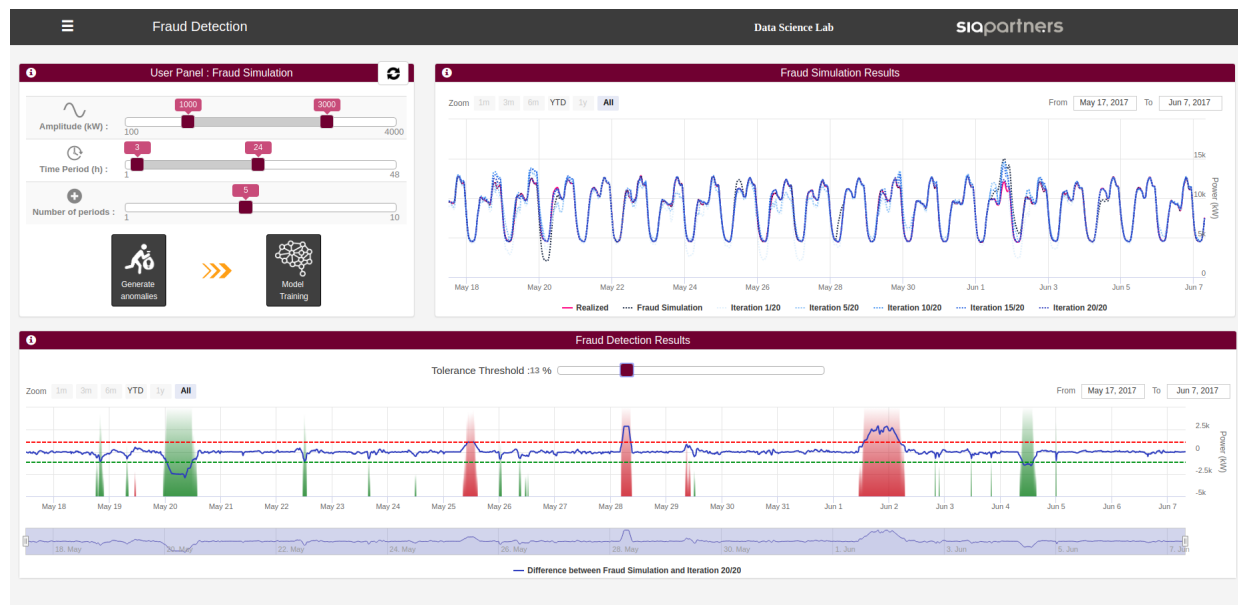 Fraud Detection Data Science Lab siapartners
User Panel : Fraud Simulation
Amplitude (kW) :
1000 3000
100 4000
Time Period (h) :
3 24
1 48
Number of periods :
5
1 10
Generate
anomalies
Model
Training
Fraud Simulation Results
Zoom 1m 3m 6m YTD 1y All From May 17, 2017 To Jun 7, 2017
15k
10k
5k
0
Power (kW)
May 18 May 20 May 22 May 24 May 26 May 28 May 30 Jun 1 Jun 3 Jun 5 Jun 7
Realized Fraud Simulation Iteration 1/20 Iteration 5/20 Iteration 10/20 Iteration 15/20 Iteration 20/20
Fraud Detection Results
Tolerance Threshold :13 %
Zoom 1m 3m 6m YTD 1y All From May 17, 2017 To Jun 7, 2017
2.5k
0
-2.5k
-5k
Power (kW)
May 18 May 19 May 20 May 21 May 22 May 23 May 24 May 25 May 26 May 27 May 28 May 29 May 30 May 31 Jun 1 Jun 2 Jun 3 Jun 4 Jun 5 Jun 6 Jun 7
18. May 20. May 22. May 24. May 26. May 28. May 30. May 1. Jun 3. Jun 5. Jun 7. Jun
Difference between Fraud Simulation and Iteration 20/20